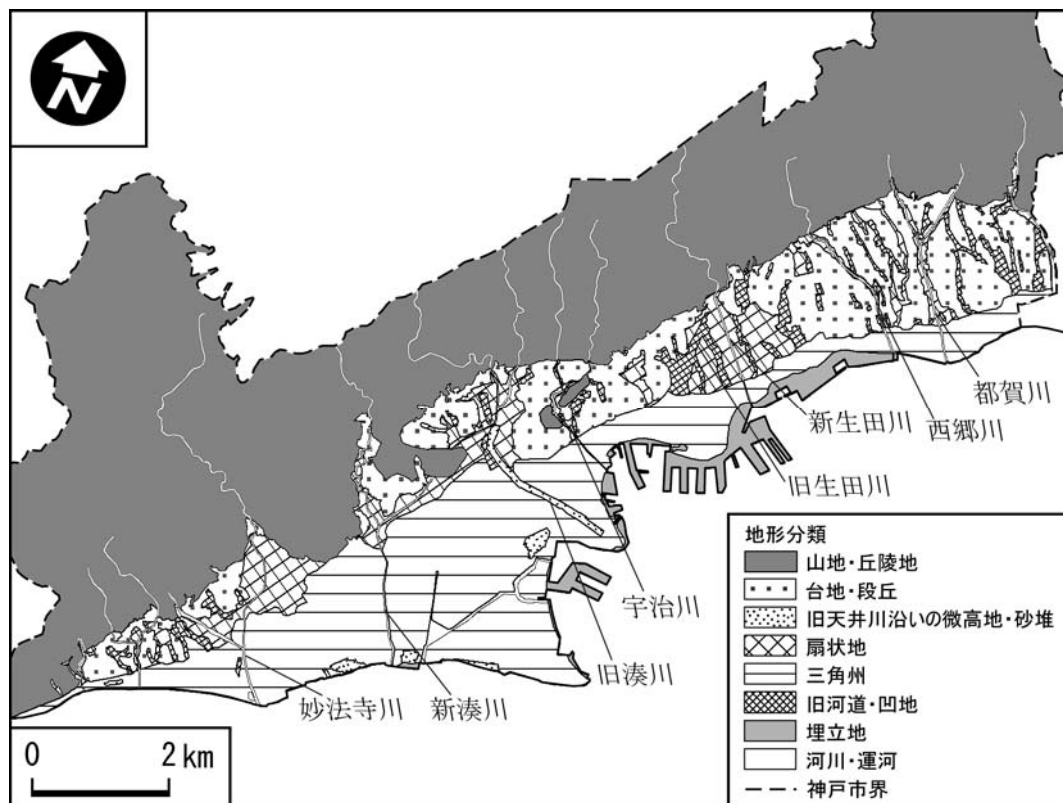 N
都賀川
新生田川
西郷川
旧生田川
宇治川
旧湊川
妙法寺川
新湊川
0
2 km
地形分類
山地・丘陵地
台地・段丘
旧天井川沿いの微高地・砂堆
扇状地
三角州
旧河道・凹地
埋立地
河川・運河
神戸市界